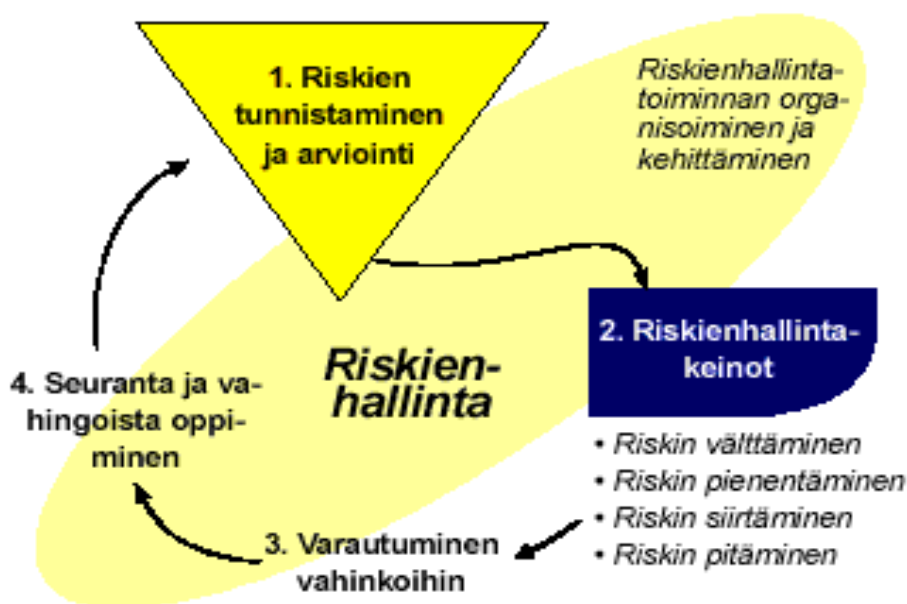 1. Riskien
tunnistaminen
ja arviointi
Riskienhallinta-
toiminnan orga-
nisoiminen ja
kehittäminen
2. Riskienhallinta-
keinot
• Riskin välttäminen
• Riskin pienentäminen
• Riskin siirtäminen
• Riskin pitäminen
3. Varautuminen
vahinkoihin
4. Seuranta ja va-
hingoista oppi-
minen
Riskien-
hallinta